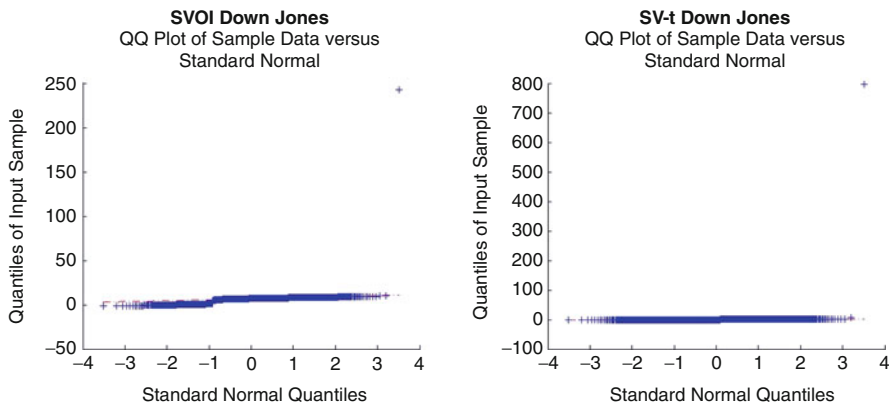 SVOI Down Jones
QQ Plot of Sample Data versus
Standard Normal
250
200
150
100
50
0
−50
−4 −3 −2 −1 0 1 2 3 4
Quantiles of Input Sample
Standard Normal Quantiles
SV-t Down Jones
QQ Plot of Sample Data versus
Standard Normal
800
700
600
500
400
300
200
100
0
−100
−4 −3 −2 −1 0 1 2 3 4
Quantiles of Input Sample
Standard Normal Quantiles